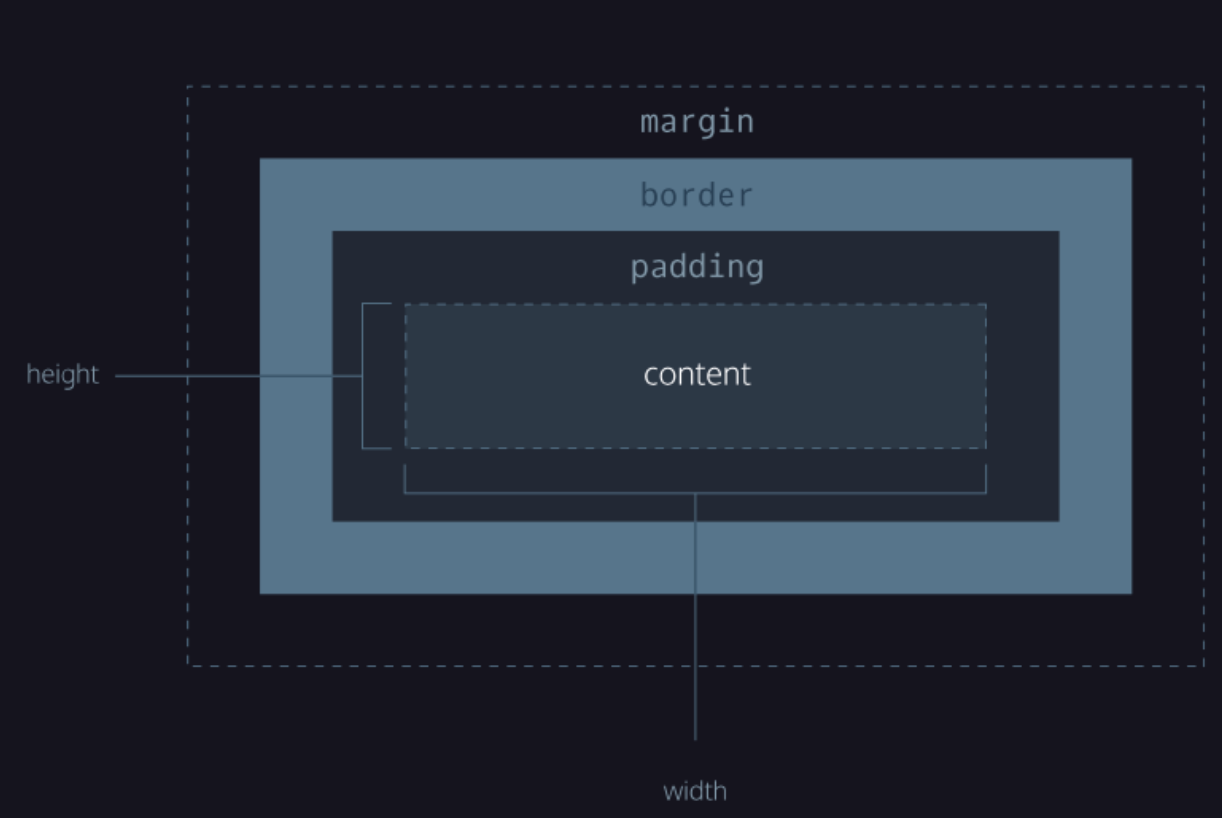 margin
border
padding
content
height
width